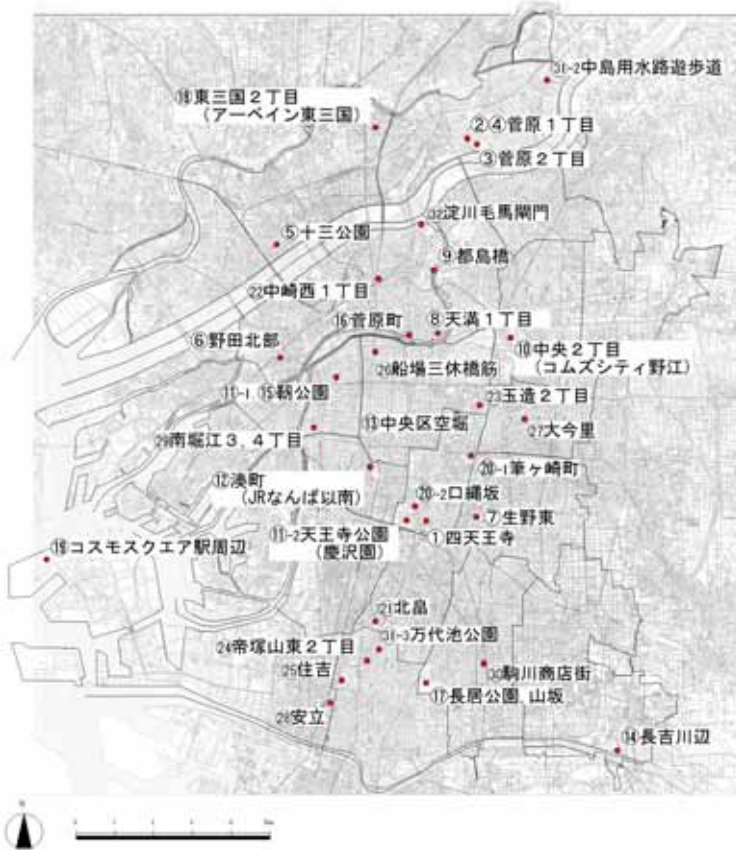 31-2中島用水路遊歩道
⑱東三国2丁目
(アーベイン東三国)
②④菅原1丁目
③菅原2丁目
㉜淀川毛馬閘門
⑤十三公園
⑨都島橋
㉒中崎西1丁目
⑯菅原町
⑧天満1丁目
⑥野田北部
⑩中央2丁目
(コムズシティ野江)
㉖船場三休橋筋
⑪-1 ⑮靱公園
㉓玉造2丁目
⑬中央区空堀
㉗大今里
㉙南堀江3,4丁目
⑳-1筆ヶ崎町
⑫湊町
(JRなんば以南)
⑳-2口縄坂
⑪-2天王寺公園
(慶沢園)
⑦生野東
①四天王寺
⑲コスモスクエア駅周辺
㉑北畠
31-3万代池公園
㉔帝塚山東2丁目
㉕住吉
㉚駒川商店街
⑰長居公園,山坂
㉘安立
⑭長吉川辺
N